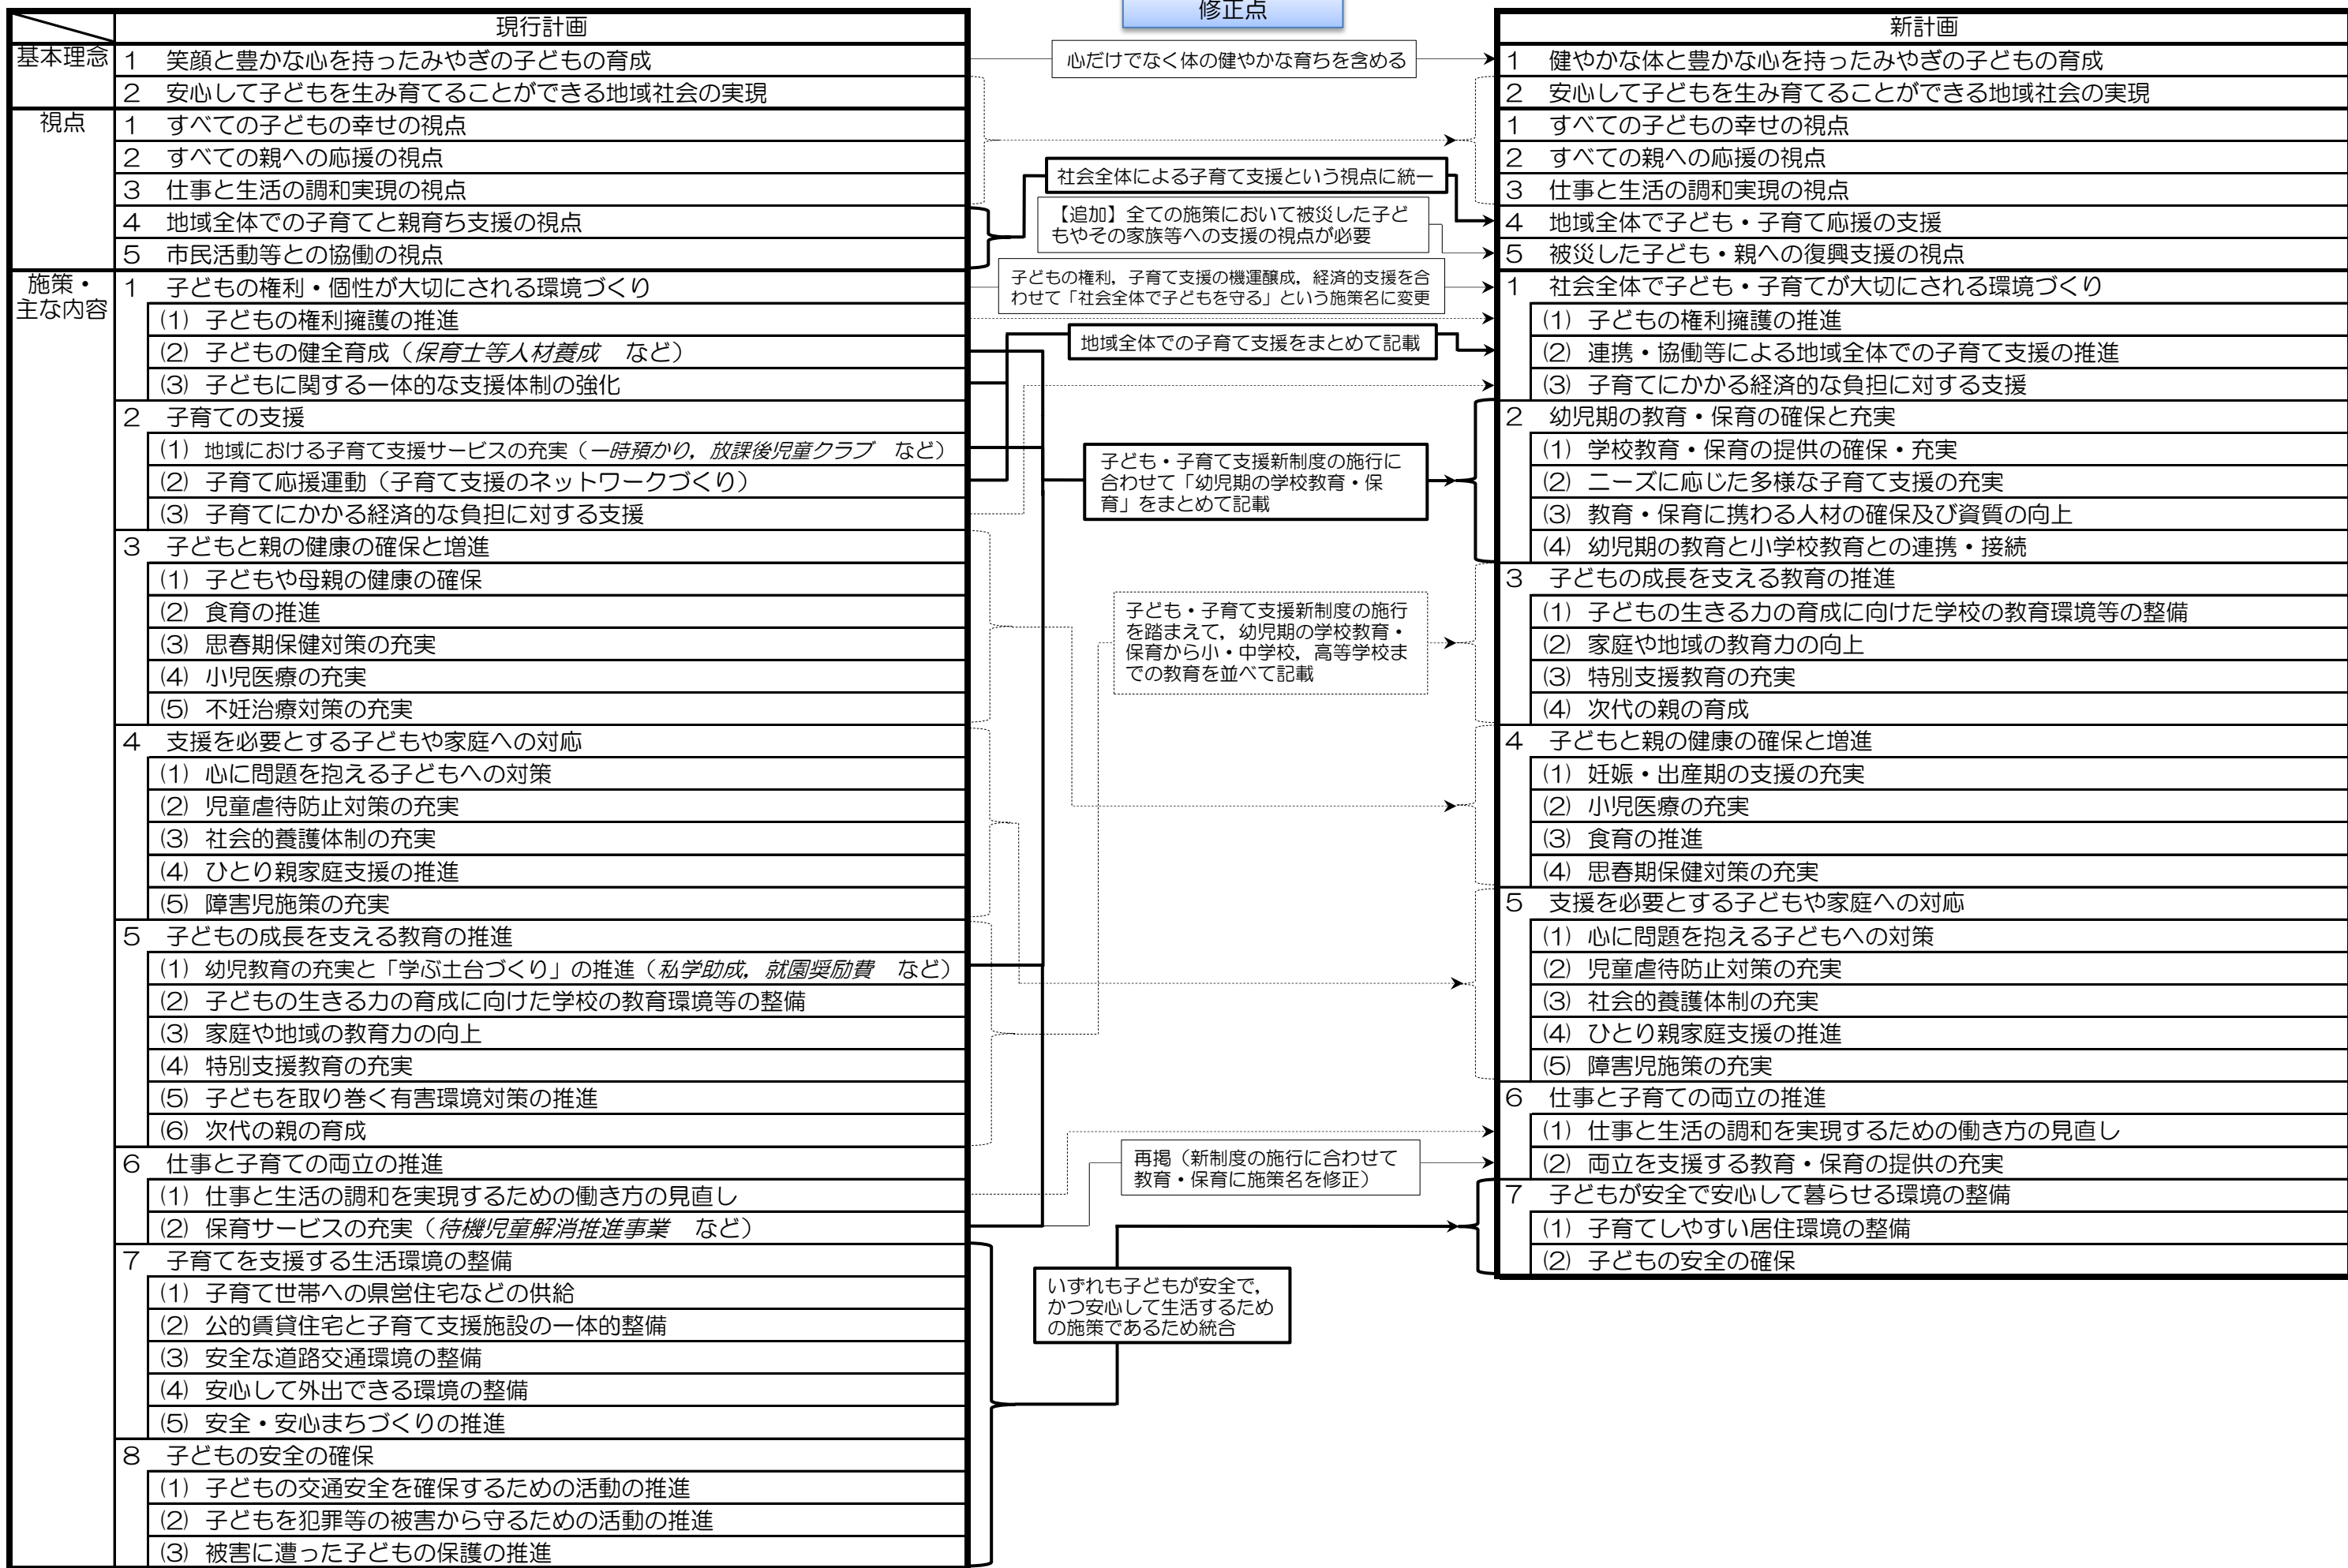 修正点
現行計画
基本理念
1　笑顔と豊かな心を持ったみやぎの子どもの育成
2　安心して子どもを生み育てることができる地域社会の実現
視点
1　すべての子どもの幸せの視点
2　すべての親への応援の視点
3　仕事と生活の調和実現の視点
4　地域全体での子育てと親育ち支援の視点
5　市民活動等との協働の視点
施策・
主な内容
1　子どもの権利・個性が大切にされる環境づくり
(1) 子どもの権利擁護の推進
(2) 子どもの健全育成（保育士等人材養成　など）
(3) 子どもに関する一体的な支援体制の強化
2　子育ての支援
(1) 地域における子育て支援サービスの充実（一時預かり，放課後児童クラブ　など）
(2) 子育て応援運動（子育て支援のネットワークづくり）
(3) 子育てにかかる経済的な負担に対する支援
3　子どもと親の健康の確保と増進
(1) 子どもや母親の健康の確保
(2) 食育の推進
(3) 思春期保健対策の充実
(4) 小児医療の充実
(5) 不妊治療対策の充実
4　支援を必要とする子どもや家庭への対応
(1) 心に問題を抱える子どもへの対策
(2) 児童虐待防止対策の充実
(3) 社会的養護体制の充実
(4) ひとり親家庭支援の推進
(5) 障害児施策の充実
5　子どもの成長を支える教育の推進
(1) 幼児教育の充実と「学ぶ土台づくり」の推進（私学助成，就園奨励費　など）
(2) 子どもの生きる力の育成に向けた学校の教育環境等の整備
(3) 家庭や地域の教育力の向上
(4) 特別支援教育の充実
(5) 子どもを取り巻く有害環境対策の推進
(6) 次代の親の育成
6　仕事と子育ての両立の推進
(1) 仕事と生活の調和を実現するための働き方の見直し
(2) 保育サービスの充実（待機児童解消推進事業　など）
7　子育てを支援する生活環境の整備
(1) 子育て世帯への県営住宅などの供給
(2) 公的賃貸住宅と子育て支援施設の一体的整備
(3) 安全な道路交通環境の整備
(4) 安心して外出できる環境の整備
(5) 安全・安心まちづくりの推進
8　子どもの安全の確保
(1) 子どもの交通安全を確保するための活動の推進
(2) 子どもを犯罪等の被害から守るための活動の推進
(3) 被害に遭った子どもの保護の推進
心だけでなく体の健やかな育ちを含める
社会全体による子育て支援という視点に統一
【追加】全ての施策において被災した子ど
もやその家族等への支援の視点が必要
子どもの権利，子育て支援の機運醸成，経済的支援を合
わせて「社会全体で子どもを守る」という施策名に変更
地域全体での子育て支援をまとめて記載
子ども・子育て支援新制度の施行に
合わせて「幼児期の学校教育・保
育」をまとめて記載
子ども・子育て支援新制度の施行
を踏まえて，幼児期の学校教育・
保育から小・中学校，高等学校ま
での教育を並べて記載
再掲（新制度の施行に合わせて
教育・保育に施策名を修正）
いずれも子どもが安全で，
かつ安心して生活するため
の施策であるため統合
新計画
1　健やかな体と豊かな心を持ったみやぎの子どもの育成
2　安心して子どもを生み育てることができる地域社会の実現
1　すべての子どもの幸せの視点
2　すべての親への応援の視点
3　仕事と生活の調和実現の視点
4　地域全体で子ども・子育て応援の支援
5　被災した子ども・親への復興支援の視点
1　社会全体で子ども・子育てが大切にされる環境づくり
(1) 子どもの権利擁護の推進
(2) 連携・協働等による地域全体での子育て支援の推進
(3) 子育てにかかる経済的な負担に対する支援
2　幼児期の教育・保育の確保と充実
(1) 学校教育・保育の提供の確保・充実
(2) ニーズに応じた多様な子育て支援の充実
(3) 教育・保育に携わる人材の確保及び資質の向上
(4) 幼児期の教育と小学校教育との連携・接続
3　子どもの成長を支える教育の推進
(1) 子どもの生きる力の育成に向けた学校の教育環境等の整備
(2) 家庭や地域の教育力の向上
(3) 特別支援教育の充実
(4) 次代の親の育成
4　子どもと親の健康の確保と増進
(1) 妊娠・出産期の支援の充実
(2) 小児医療の充実
(3) 食育の推進
(4) 思春期保健対策の充実
5　支援を必要とする子どもや家庭への対応
(1) 心に問題を抱える子どもへの対策
(2) 児童虐待防止対策の充実
(3) 社会的養護体制の充実
(4) ひとり親家庭支援の推進
(5) 障害児施策の充実
6　仕事と子育ての両立の推進
(1) 仕事と生活の調和を実現するための働き方の見直し
(2) 両立を支援する教育・保育の提供の充実
7　子どもが安全で安心して暮らせる環境の整備
(1) 子育てしやすい居住環境の整備
(2) 子どもの安全の確保